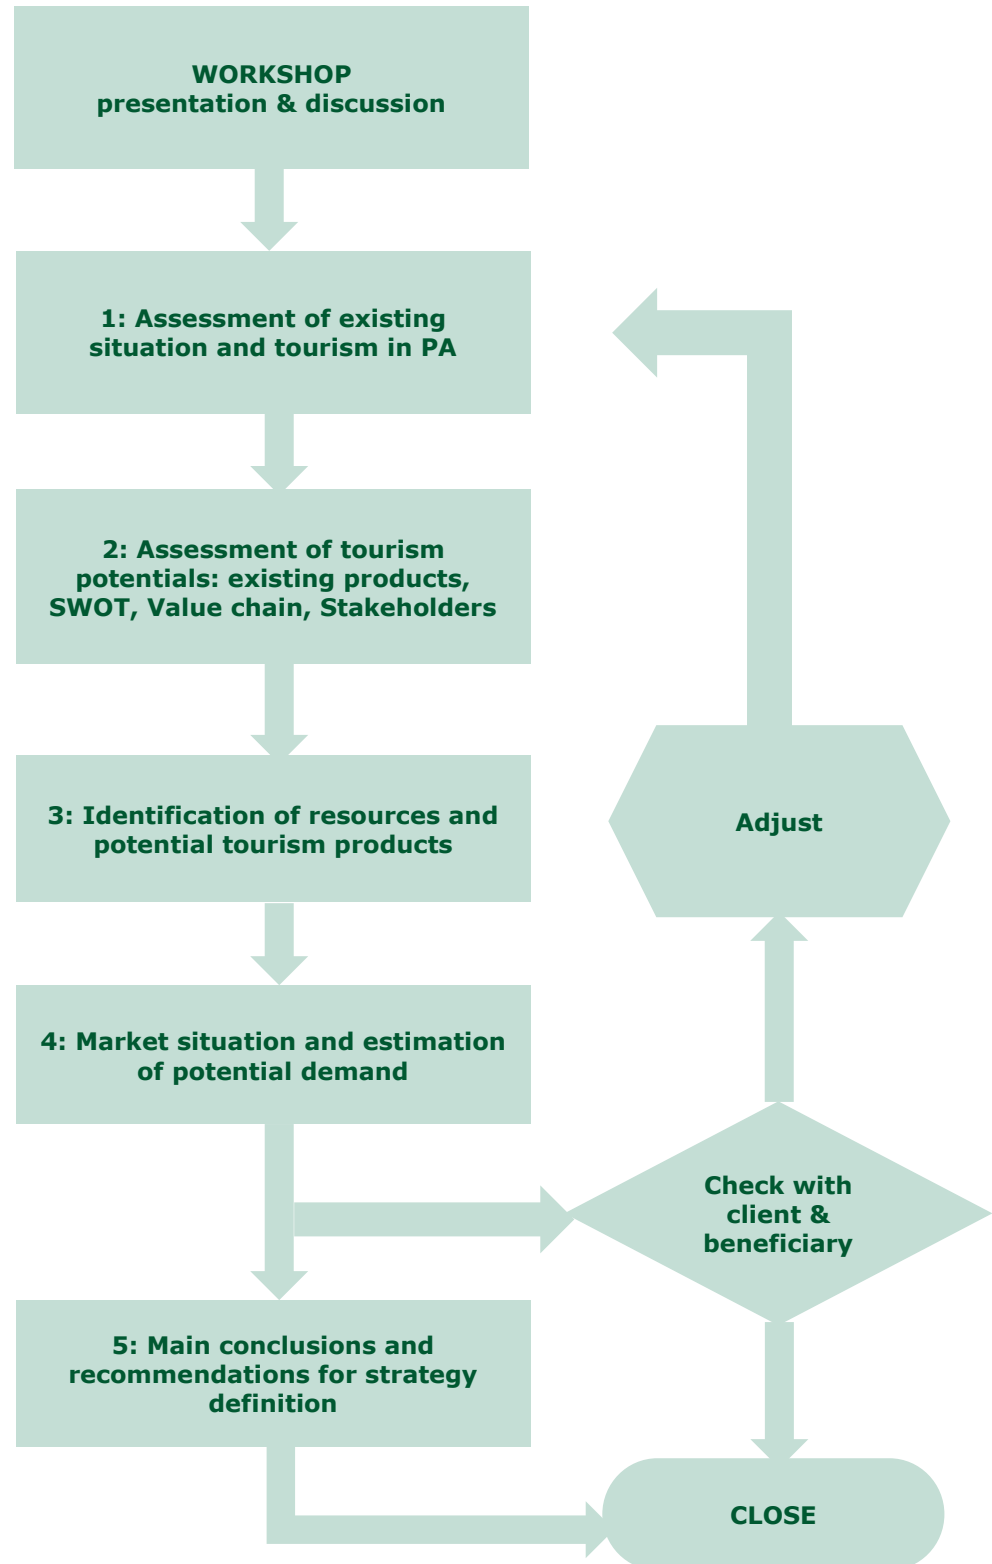 WORKSHOP
presentation & discussion
1: Assessment of existing
situation and tourism in PA
2: Assessment of tourism
potentials: existing products,
SWOT, Value chain, Stakeholders
3: Identification of resources and
potential tourism products
Adjust
4: Market situation and estimation
of potential demand
Check with
client &
beneficiary
5: Main conclusions and
recommendations for strategy
definition
CLOSE